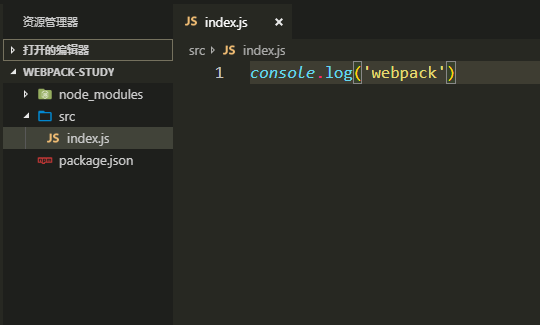 资源管理器
打开的编辑器
WEBPACK-STUDY
node_modules
src
JS index.js
package.json
JS index.js ×
src JS index.js
1 console.log('webpack')